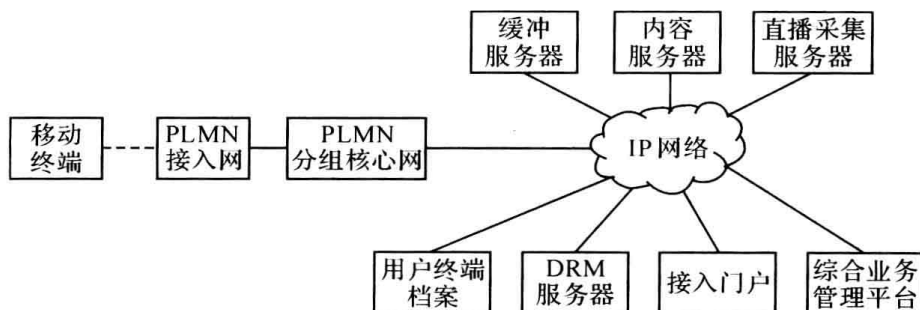 缓冲
服务器
内容
服务器
直播采集
服务器
移动
终端
PLMN
接入网
PLMN
分组核心网
IP网络
用户终端
档案
DRM
服务器
接入门户
综合业务
管理平台